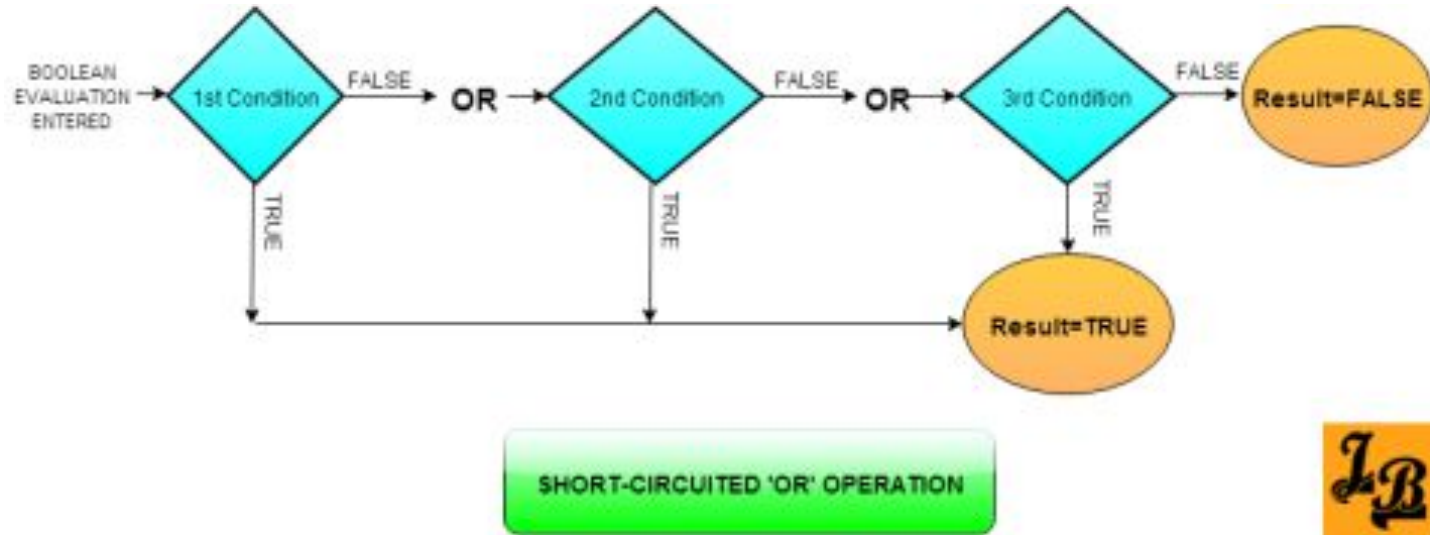 BOOLEAN
EVALUATION
ENTERED
1st Condition
FALSE
OR
2nd Condition
FALSE
OR
3rd Condition
FALSE
Result=FALSE
TRUE
TRUE
TRUE
Result=TRUE
SHORT-CIRCUITED 'OR' OPERATION
JB